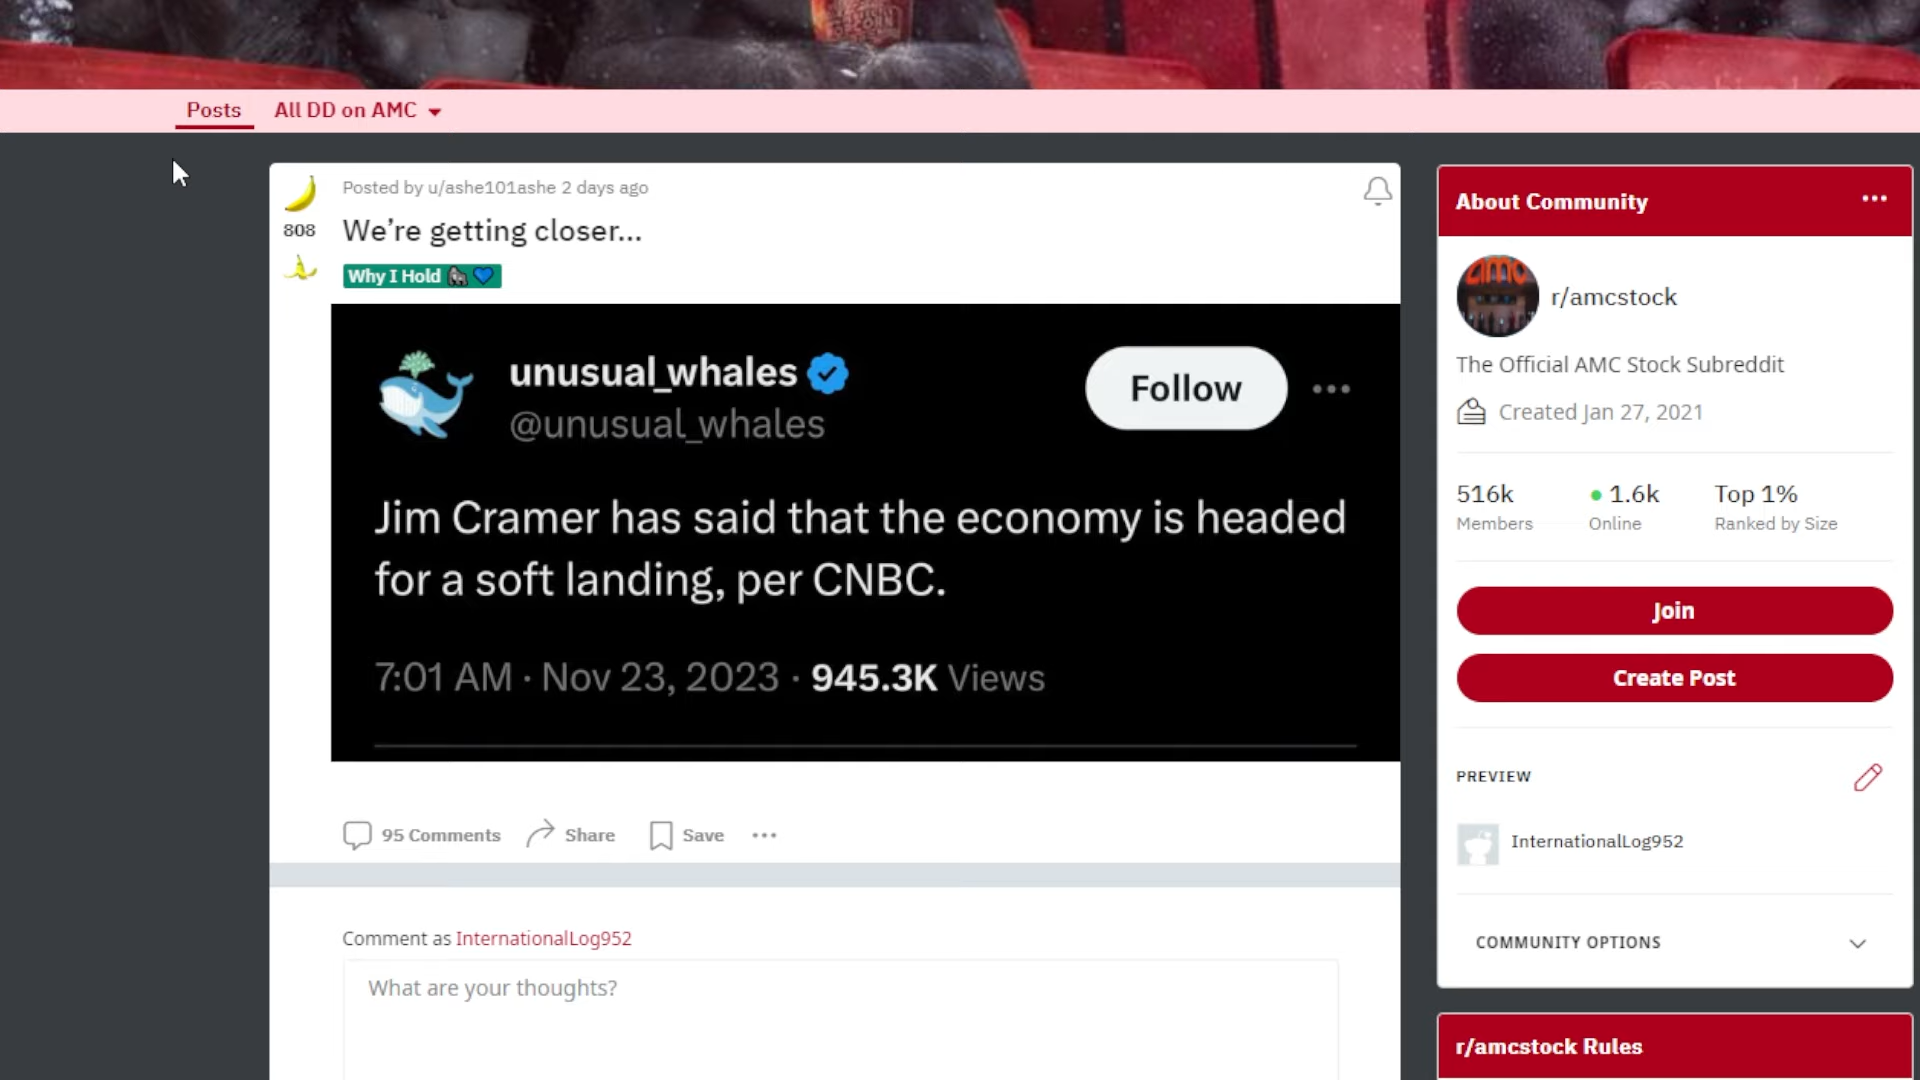 Posts
All DD on AMC
Posted by u/ashe101ashe 2 days ago
808
We’re getting closer...
Why I Hold 🦍💙
unusual_whales
@unusual_whales
Follow
Jim Cramer has said that the economy is headed
for a soft landing, per CNBC.
7:01 AM · Nov 23, 2023 · 945.3K Views
95 Comments
Share
Save
Comment as InternationalLog952
What are your thoughts?
About Community
amc
r/amcstock
The Official AMC Stock Subreddit
Created Jan 27, 2021
516k
Members
1.6k
Online
Top 1%
Ranked by Size
Join
Create Post
PREVIEW
InternationalLog952
COMMUNITY OPTIONS
r/amcstock Rules